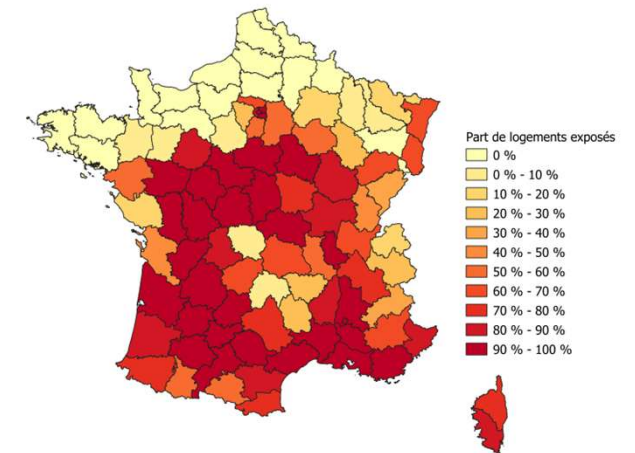 Part de logements exposés
0 %
0 % - 10 %
10 % - 20 %
20 % - 30 %
30 % - 40 %
40 % - 50 %
50 % - 60 %
60 % - 70 %
70 % - 80 %
80 % - 90 %
90 % - 100 %